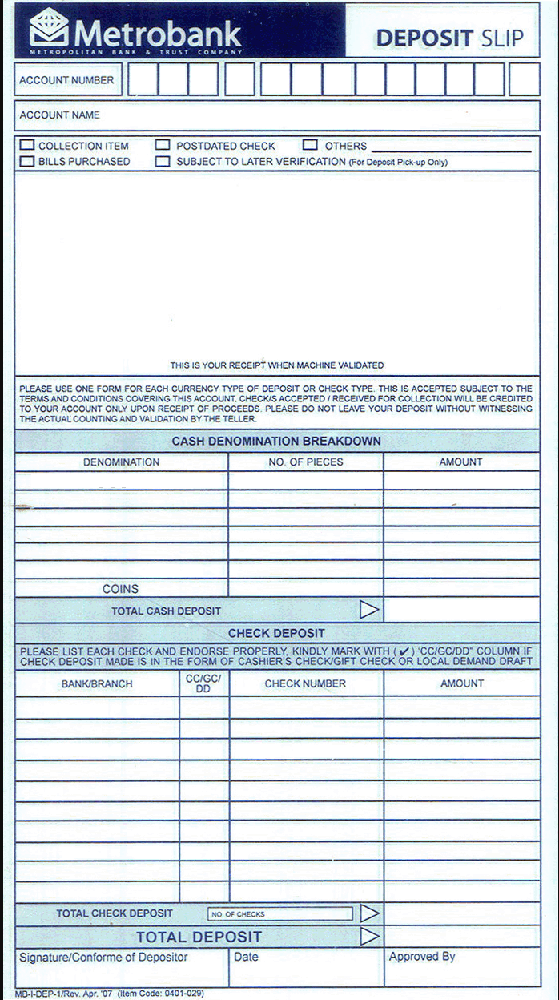 Metrobank
METROPOLITAN BANK & TRUST COMPANY
DEPOSIT SLIP
ACCOUNT NUMBER
ACCOUNT NAME
COLLECTION ITEM POSTDATED CHECK OTHERS
BILLS PURCHASED SUBJECT TO LATER VERIFICATION (For Deposit Pick-up Only)
THIS IS YOUR RECEIPT WHEN MACHINE VALIDATED
PLEASE USE ONE FORM FOR EACH CURRENCY TYPE OF DEPOSIT OR CHECK TYPE. THIS IS ACCEPTED SUBJECT TO THE
TERMS AND CONDITIONS COVERING THIS ACCOUNT. CHECK/S ACCEPTED / RECEIVED FOR COLLECTION WILL BE CREDITED
TO YOUR ACCOUNT ONLY UPON RECEIPT OF PROCEEDS. PLEASE DO NOT LEAVE YOUR DEPOSIT WITHOUT WITNESSING
THE ACTUAL COUNTING AND VALIDATION BY THE TELLER.
CASH DENOMINATION BREAKDOWN
DENOMINATION NO. OF PIECES AMOUNT
COINS
TOTAL CASH DEPOSIT
CHECK DEPOSIT
PLEASE LIST EACH CHECK AND ENDORSE PROPERLY, KINDLY MARK WITH (✔) 'CC/GC/DD" COLUMN IF
CHECK DEPOSIT MADE IS IN THE FORM OF CASHIER'S CHECK/GIFT CHECK OR LOCAL DEMAND DRAFT
BANK/BRANCH CC/GC/ CHECK NUMBER AMOUNT
DD
TOTAL CHECK DEPOSIT NO. OF CHECKS
TOTAL DEPOSIT
Signature/Conforme of Depositor Date Approved By
MB-I-DEP-1/Rev. Apr. '07 (Item Code: 0401-029)